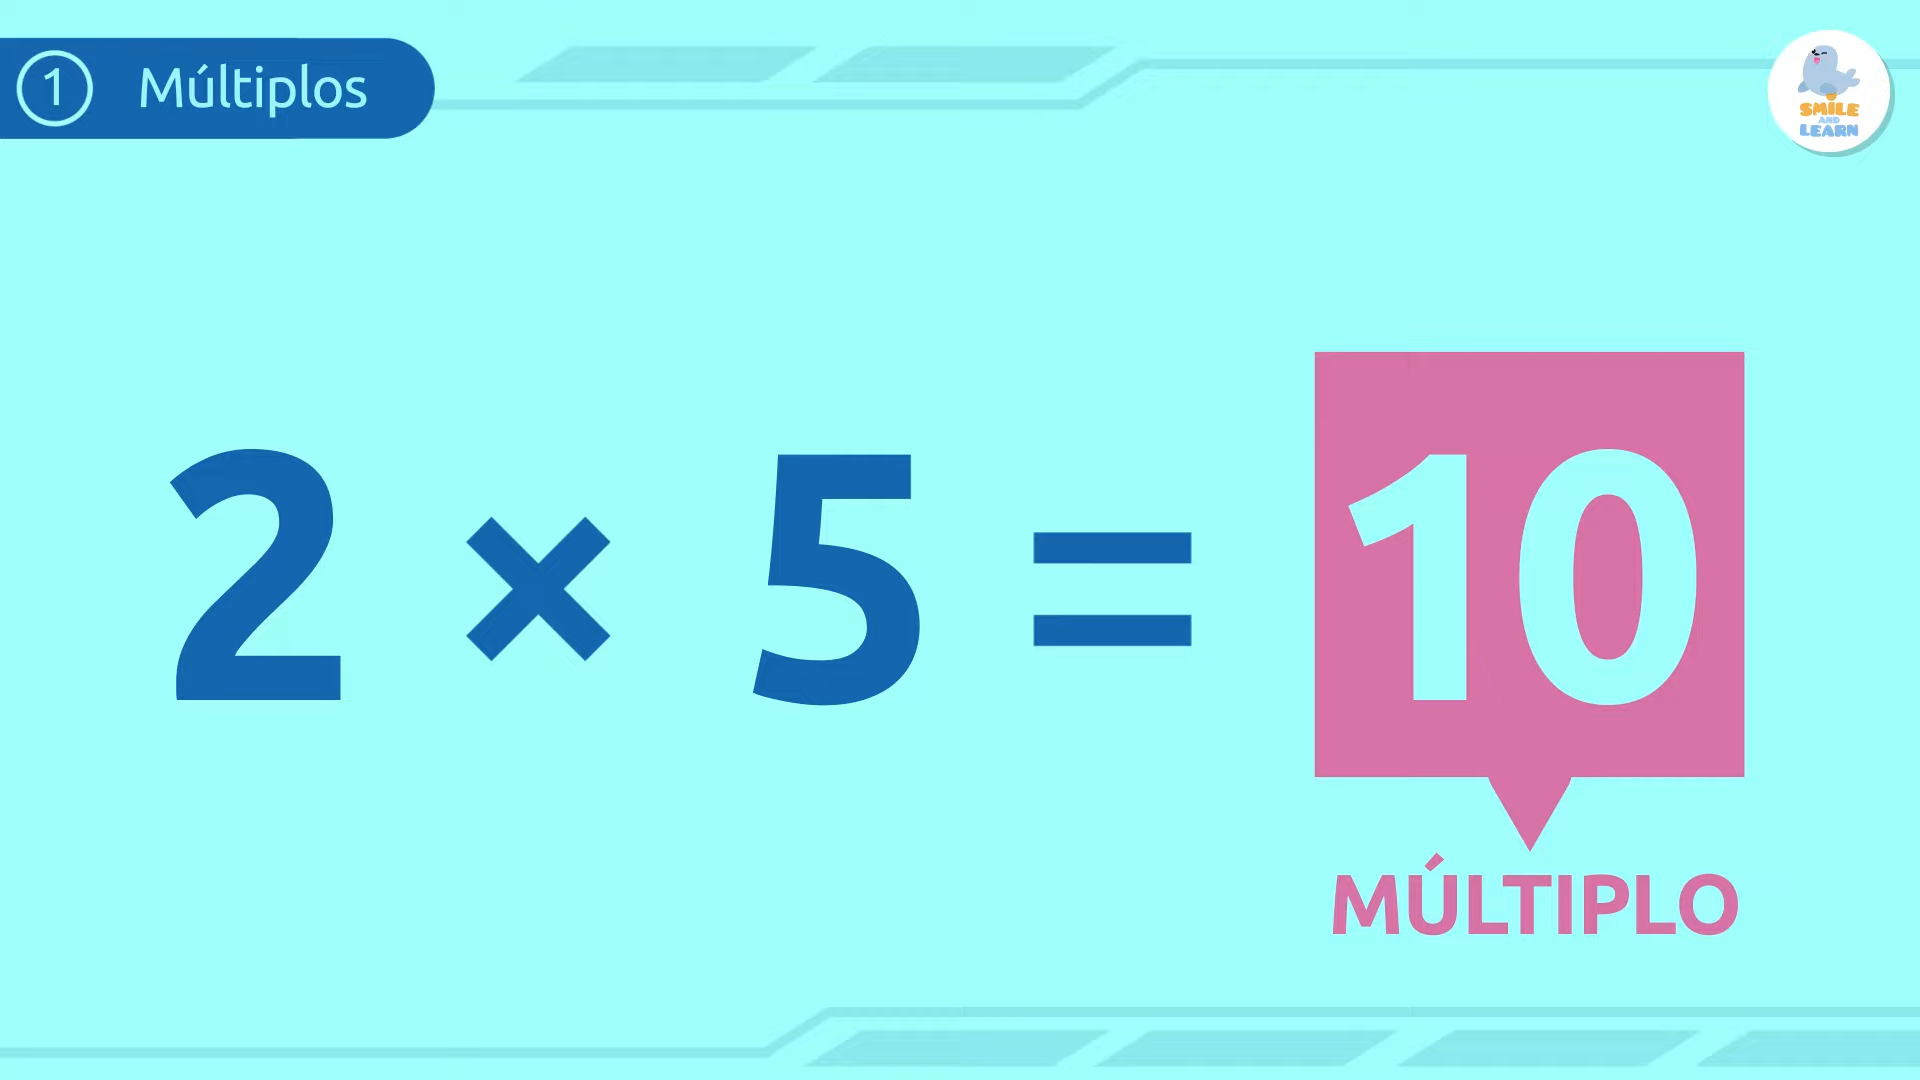 1 Múltiplos
SMILE
AND
LEARN
2 × 5 = 10
MÚLTIPLO